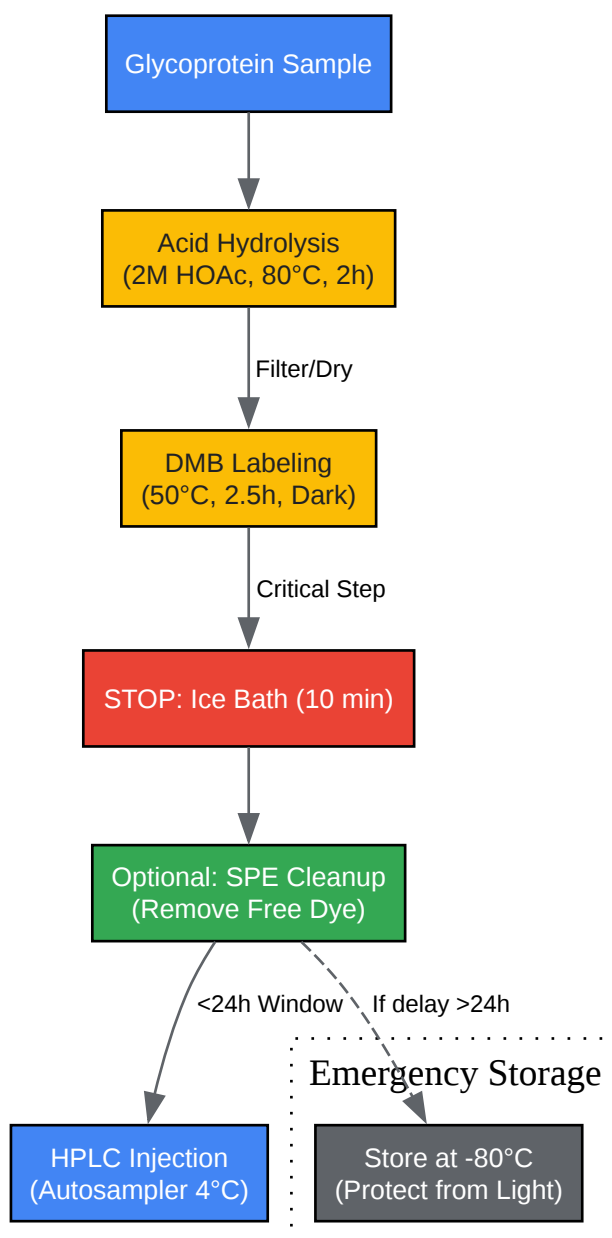 Glycoprotein Sample
Acid Hydrolysis
(2M HOAc, 80°C, 2h)
Filter/Dry
DMB Labeling
(50°C, 2.5h, Dark)
Critical Step
STOP: Ice Bath (10 min)
Optional: SPE Cleanup
(Remove Free Dye)
<24h Window
If delay >24h
Emergency Storage
HPLC Injection
(Autosampler 4°C)
Store at -80°C
(Protect from Light)